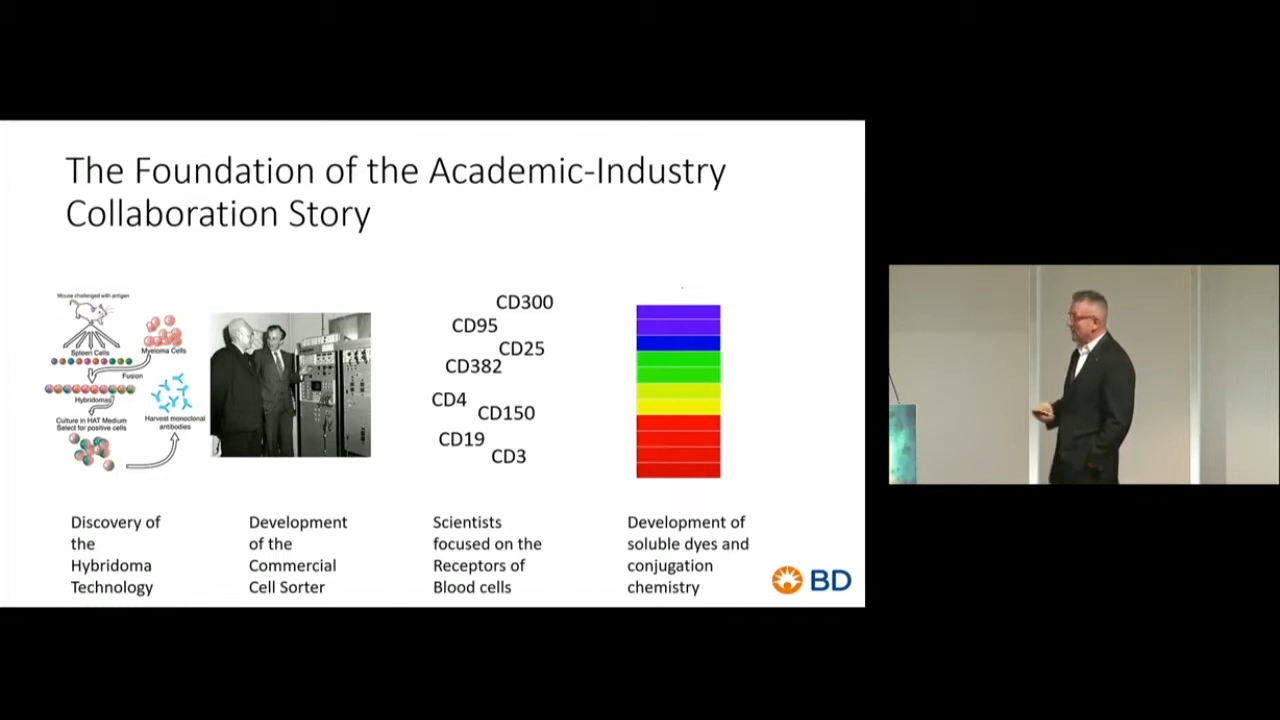 The Foundation of the Academic-Industry
Collaboration Story
Mouse challenged with antigen
Spleen Cells
Myeloma Cells
Fusion
Hybridomas
Culture in HAT Medium
Select for positive cells
Harvest monoclonal
antibodies
CD300
CD95
CD25
CD382
CD4
CD150
CD19
CD3
Discovery of
the
Hybridoma
Technology
Development
of the
Commercial
Cell Sorter
Scientists
focused on the
Receptors of
Blood cells
Development of
soluble dyes and
conjugation
chemistry
BD